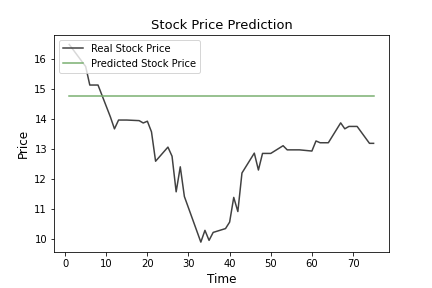 Stock Price Prediction
Real Stock Price
Predicted Stock Price
Price
16
15
14
13
12
11
10
0 10 20 30 40 50 60 70
Time